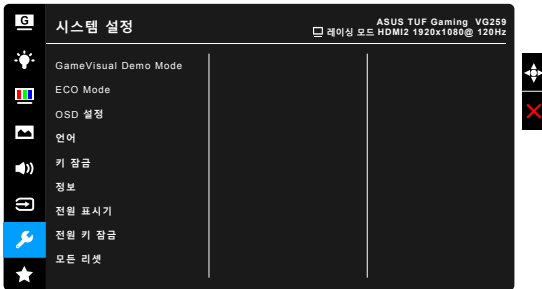 G
시스템 설정
ASUS TUF Gaming VG259
레이싱 모드 HDMI2 1920x1080@ 120Hz
GameVisual Demo Mode
ECO Mode
OSD 설정
언어
키 잠금
정보
전원 표시기
전원 키 잠금
모든 리셋